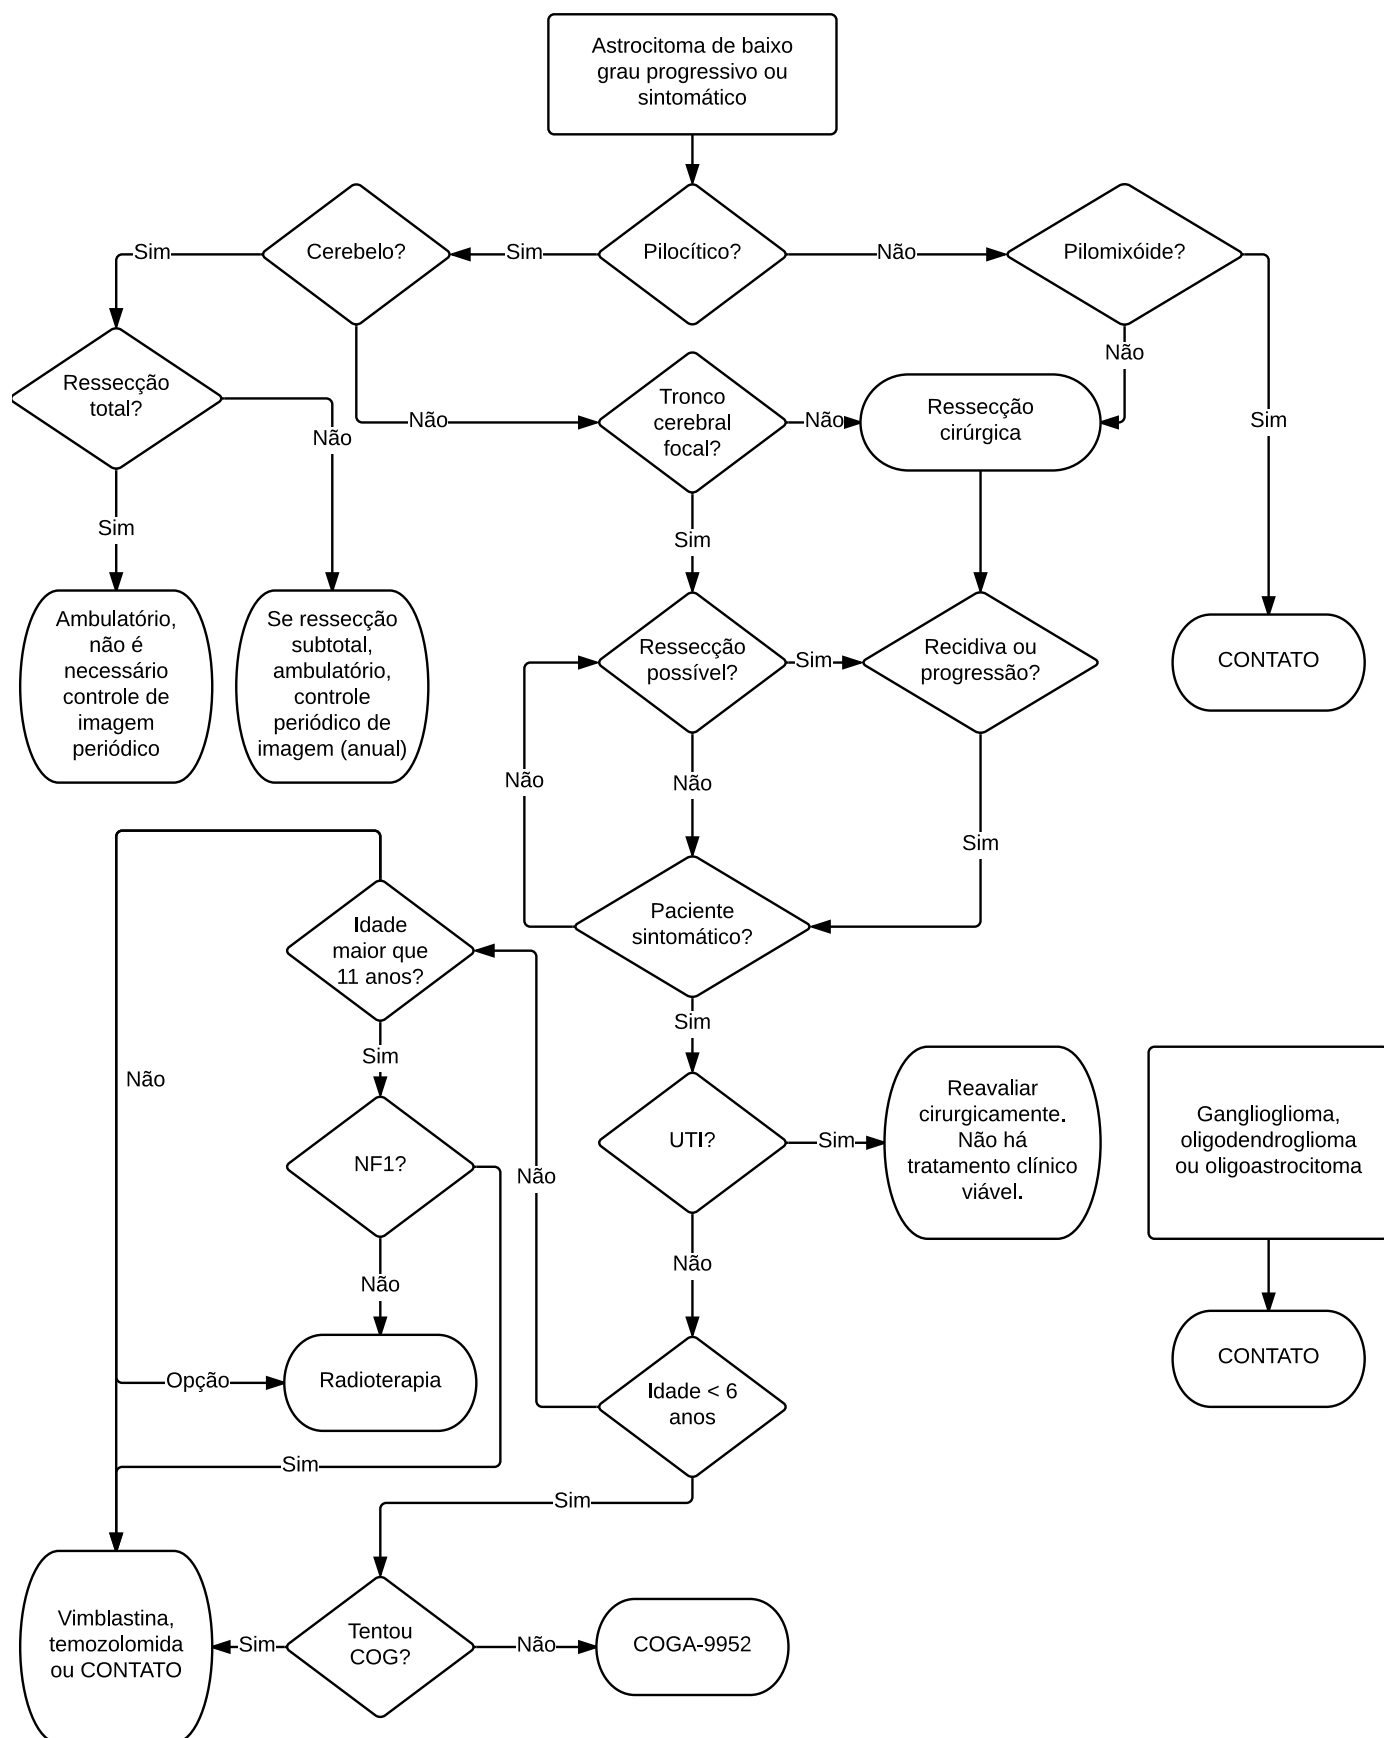 Astrocitoma de baixo
grau progressivo ou
sintomático
Cerebelo?
Sim
Pilocítico?
Não
Pilomixóide?
Sim
Não
Ressecção
total?
Não
Não
Tronco
cerebral
focal?
Não
Ressecção
cirúrgica
Sim
Sim
Sim
Ambulatório,
não é
necessário
controle de
imagem
periódico
Se ressecção
subtotal,
ambulatório,
controle
periódico de
imagem (anual)
Ressecção
possível?
Sim
Recidiva ou
progressão?
CONTATO
Não
Não
Sim
Idade
maior que
11 anos?
Paciente
sintomático?
Sim
Sim
Não
NF1?
Não
UTI?
Sim
Reavaliar
cirurgicamente.
Não há
tratamento clínico
viável.
Ganglioglioma,
oligodendroglioma
ou oligoastrocitoma
Não
Não
Opção
Radioterapia
Idade < 6
anos
CONTATO
Sim
Sim
Vimblastina,
temozolomida
ou CONTATO
Sim
Tentou
COG?
Não
COGA-9952